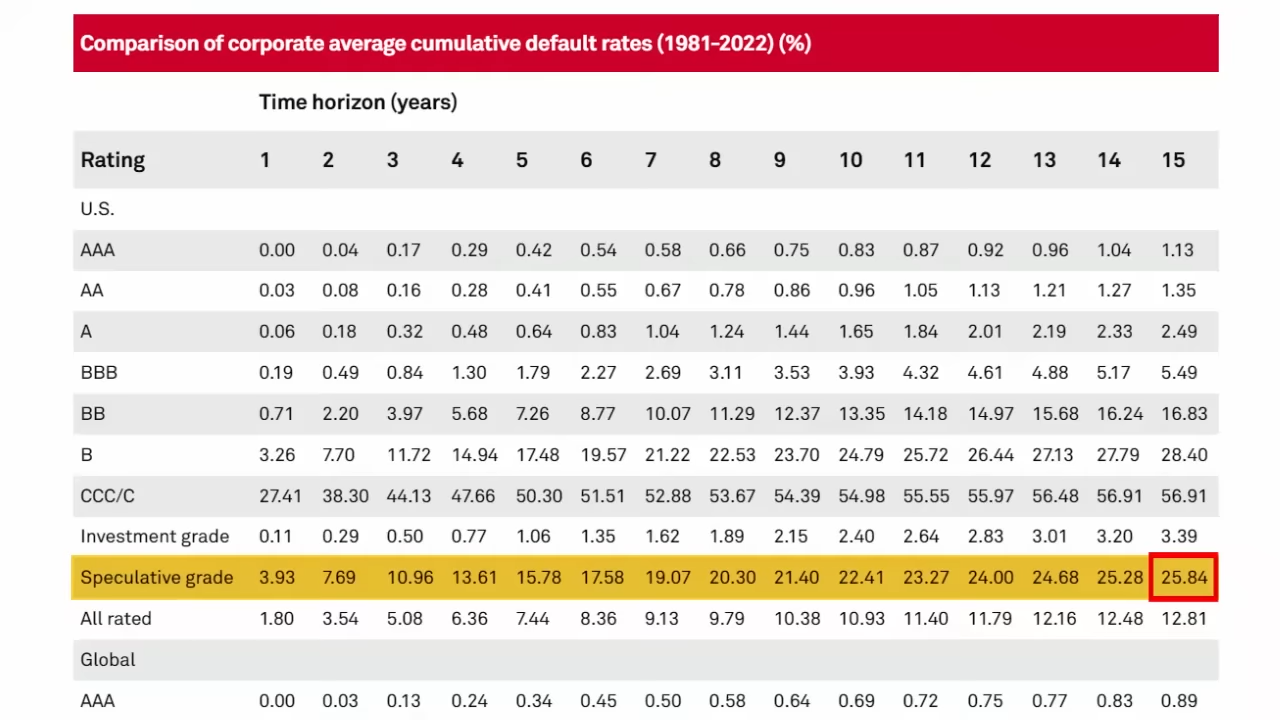 Comparison of corporate average cumulative default rates (1981–2022) (%)
Time horizon (years)
Rating 1 2 3 4 5 6 7 8 9 10 11 12 13 14 15
U.S.
AAA 0.00 0.04 0.17 0.29 0.42 0.54 0.58 0.66 0.75 0.83 0.87 0.92 0.96 1.04 1.13
AA 0.03 0.08 0.16 0.28 0.41 0.55 0.67 0.78 0.86 0.96 1.05 1.13 1.21 1.27 1.35
A 0.06 0.18 0.32 0.48 0.64 0.83 1.04 1.24 1.44 1.65 1.84 2.01 2.19 2.33 2.49
BBB 0.19 0.49 0.84 1.30 1.79 2.27 2.69 3.11 3.53 3.93 4.32 4.61 4.88 5.17 5.49
BB 0.71 2.20 3.97 5.68 7.26 8.77 10.07 11.29 12.37 13.35 14.18 14.97 15.68 16.24 16.83
B 3.26 7.70 11.72 14.94 17.48 19.57 21.22 22.53 23.70 24.79 25.72 26.44 27.13 27.79 28.40
CCC/C 27.41 38.30 44.13 47.66 50.30 51.51 52.88 53.67 54.39 54.98 55.55 55.97 56.48 56.91 56.91
Investment grade 0.11 0.29 0.50 0.77 1.06 1.35 1.62 1.89 2.15 2.40 2.64 2.83 3.01 3.20 3.39
Speculative grade 3.93 7.69 10.96 13.61 15.78 17.58 19.07 20.30 21.40 22.41 23.27 24.00 24.68 25.28 25.84
All rated 1.80 3.54 5.08 6.36 7.44 8.36 9.13 9.79 10.38 10.93 11.40 11.79 12.16 12.48 12.81
Global
AAA 0.00 0.03 0.13 0.24 0.34 0.45 0.50 0.58 0.64 0.69 0.72 0.75 0.77 0.83 0.89